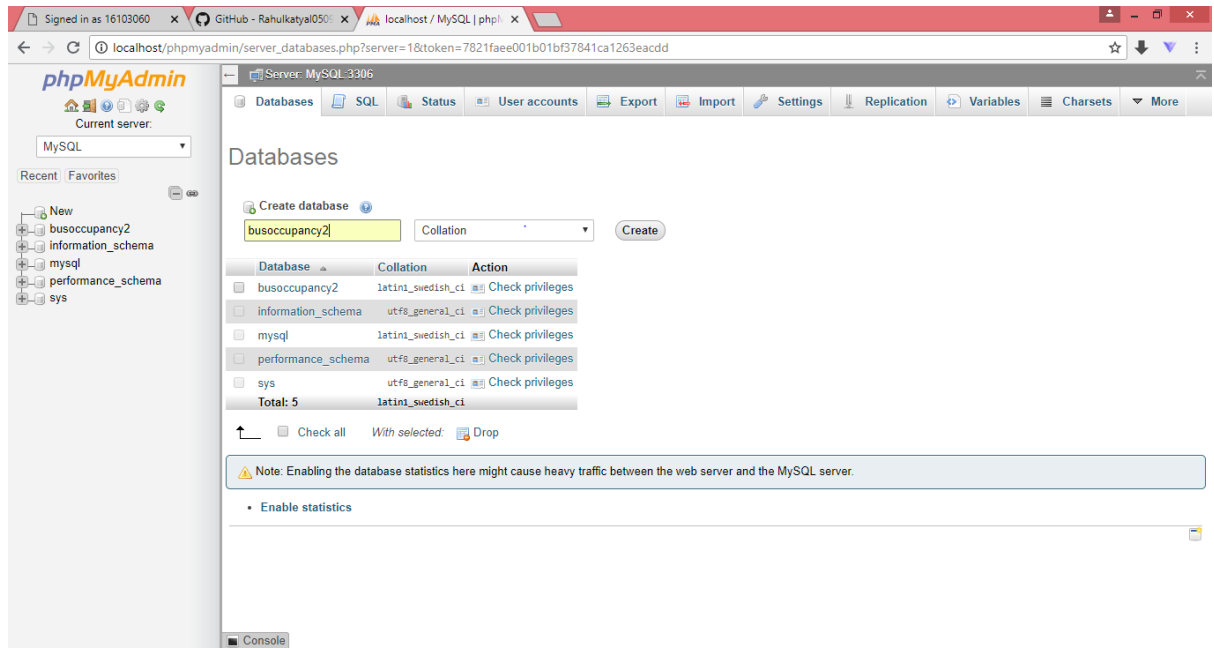 Signed in as 16103060
GitHub - Rahulkatyal050
localhost / MySQL | php
localhost/phpmyadmin/server_databases.php?server=1&token=7821faee001b01bf37841ca1263eacdd
phpMyAdmin
Current server:
MySQL
Recent Favorites
New
busoccupancy2
information_schema
mysql
performance_schema
sys
Server: MySQL:3306
Databases SQL Status User accounts Export Import Settings Replication Variables Charsets More
Databases
Create database
busoccupancy2 Collation Create
Database Collation Action
busoccupancy2 latin1_swedish_ci Check privileges
information_schema utf8_general_ci Check privileges
mysql latin1_swedish_ci Check privileges
performance_schema utf8_general_ci Check privileges
sys utf8_general_ci Check privileges
Total: 5 latin1_swedish_ci
Check all With selected: Drop
Note: Enabling the database statistics here might cause heavy traffic between the web server and the MySQL server.
• Enable statistics
Console